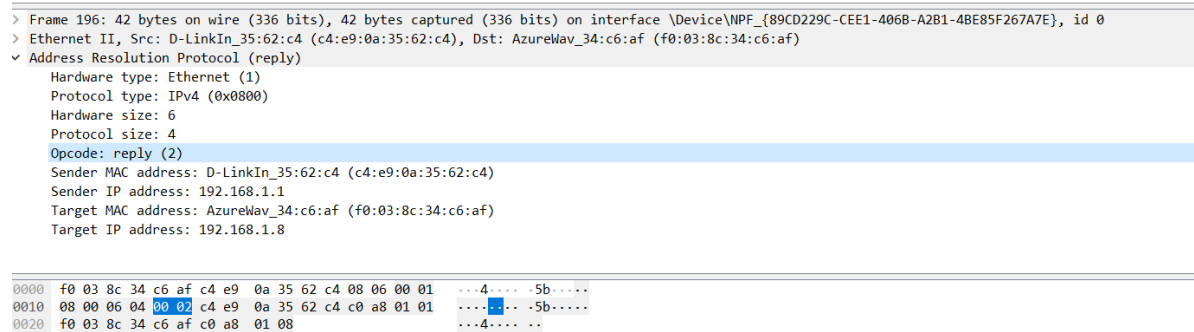 > Frame 196: 42 bytes on wire (336 bits), 42 bytes captured (336 bits) on interface \Device\NPF_{89CD229C-CEE1-406B-A2B1-4BE85F267A7E}, id 0
> Ethernet II, Src: D-LinkIn_35:62:c4 (c4:e9:0a:35:62:c4), Dst: AzureWav_34:c6:af (f0:03:8c:34:c6:af)
Address Resolution Protocol (reply)
Hardware type: Ethernet (1)
Protocol type: IPv4 (0x0800)
Hardware size: 6
Protocol size: 4
Opcode: reply (2)
Sender MAC address: D-LinkIn_35:62:c4 (c4:e9:0a:35:62:c4)
Sender IP address: 192.168.1.1
Target MAC address: AzureWav_34:c6:af (f0:03:8c:34:c6:af)
Target IP address: 192.168.1.8
0000 f0 03 8c 34 c6 af c4 e9 0a 35 62 c4 08 06 00 01 ···4···· ·5b·····
0010 08 00 06 04 00 02 c4 e9 0a 35 62 c4 c0 a8 01 01 ········ ·5b·····
0020 f0 03 8c 34 c6 af c0 a8 01 08 ···4···· ··